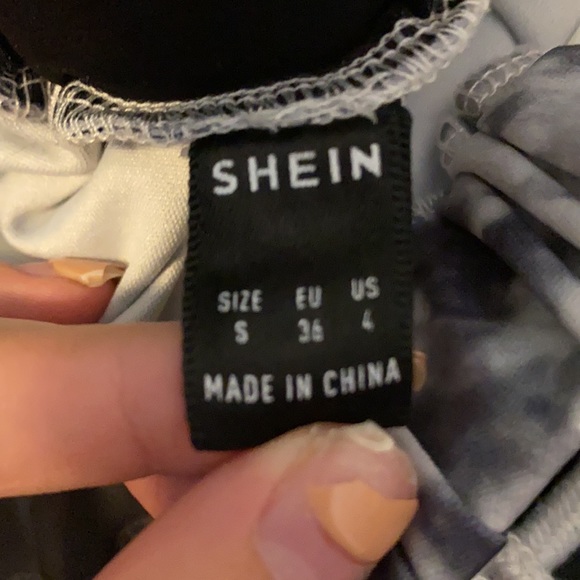 SHEIN
SIZE EU US
S 36 4
MADE IN CHINA